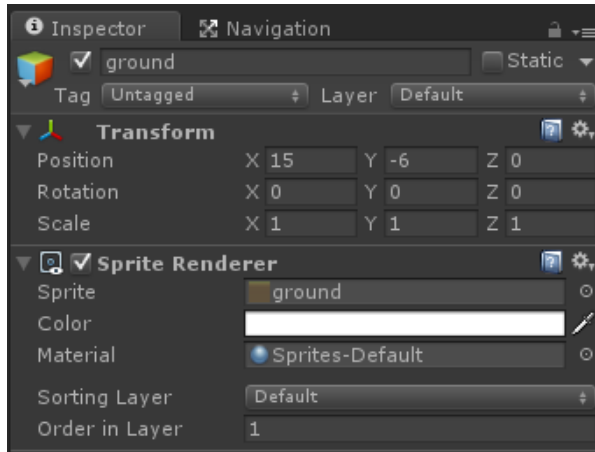 Inspector Navigation
ground Static
Tag Untagged Layer Default
Transform
Position X 15 Y -6 Z 0
Rotation X 0 Y 0 Z 0
Scale X 1 Y 1 Z 1
Sprite Renderer
Sprite ground
Color
Material Sprites-Default
Sorting Layer Default
Order in Layer 1